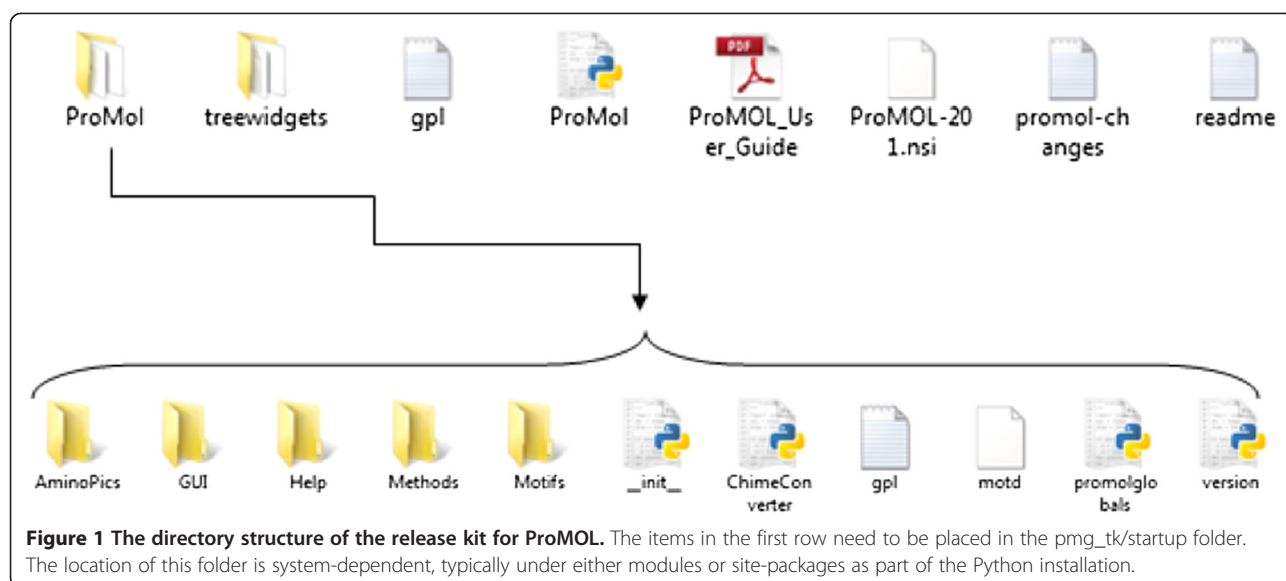 PDF
ProMol treewidgets gpl ProMol ProMOL_Us ProMOL-20 promol-ch readme
er_Guide 1.nsi anges
AminoPics GUI Help Methods Motifs __init__ ChimeConv gpl motd promolglo version
erter bals
Figure 1 The directory structure of the release kit for ProMOL. The items in the first row need to be placed in the pmg_tk/startup folder.
The location of this folder is system-dependent, typically under either modules or site-packages as part of the Python installation.